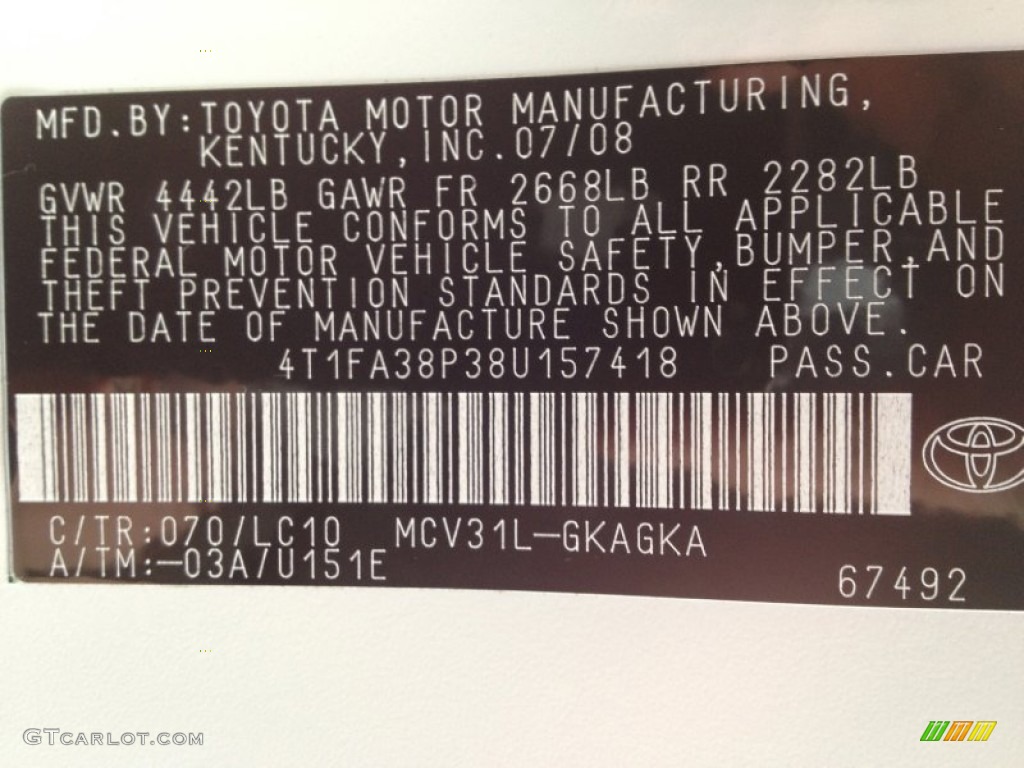 MFD.BY:TOYOTA MOTOR MANUFACTURING,
KENTUCKY,INC.07/08
GVWR 4442LB GAWR FR 2668LB RR 2282LB
THIS VEHICLE CONFORMS TO ALL APPLICABLE
FEDERAL MOTOR VEHICLE SAFETY,BUMPER,AND
THEFT PREVENTION STANDARDS IN EFFECT ON
THE DATE OF MANUFACTURE SHOWN ABOVE.
4T1FA38P38U157418 PASS.CAR
C/TR:070/LC10 MCV31L-GKAGKA
A/TM:-03A/U151E
67492
GTCARLOT.COM